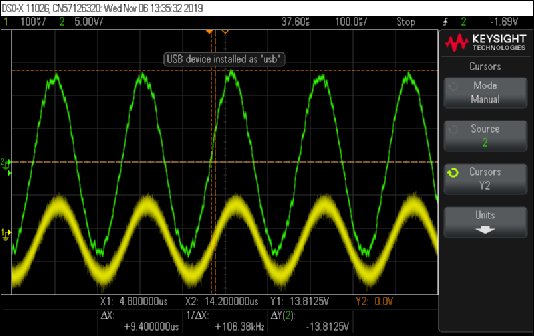 DSO-X 1102G, CN57126320: Wed Nov 06 13:35:32 2019
1 100V/ 2 5.00V/ 37.60s 100.0s/ Stop 2 -1.69V
USB device installed as "usb"
KEYSIGHT
TECHNOLOGIES
Cursors
Mode
Manual
Source
2
Cursors
Y2
Units
X1: 4.800000us X2: 14.200000us Y1: 13.8125V Y2: 0.0V
ΔX: 1/ΔX: ΔY(2):
+9.400000us +106.38kHz -13.8125V